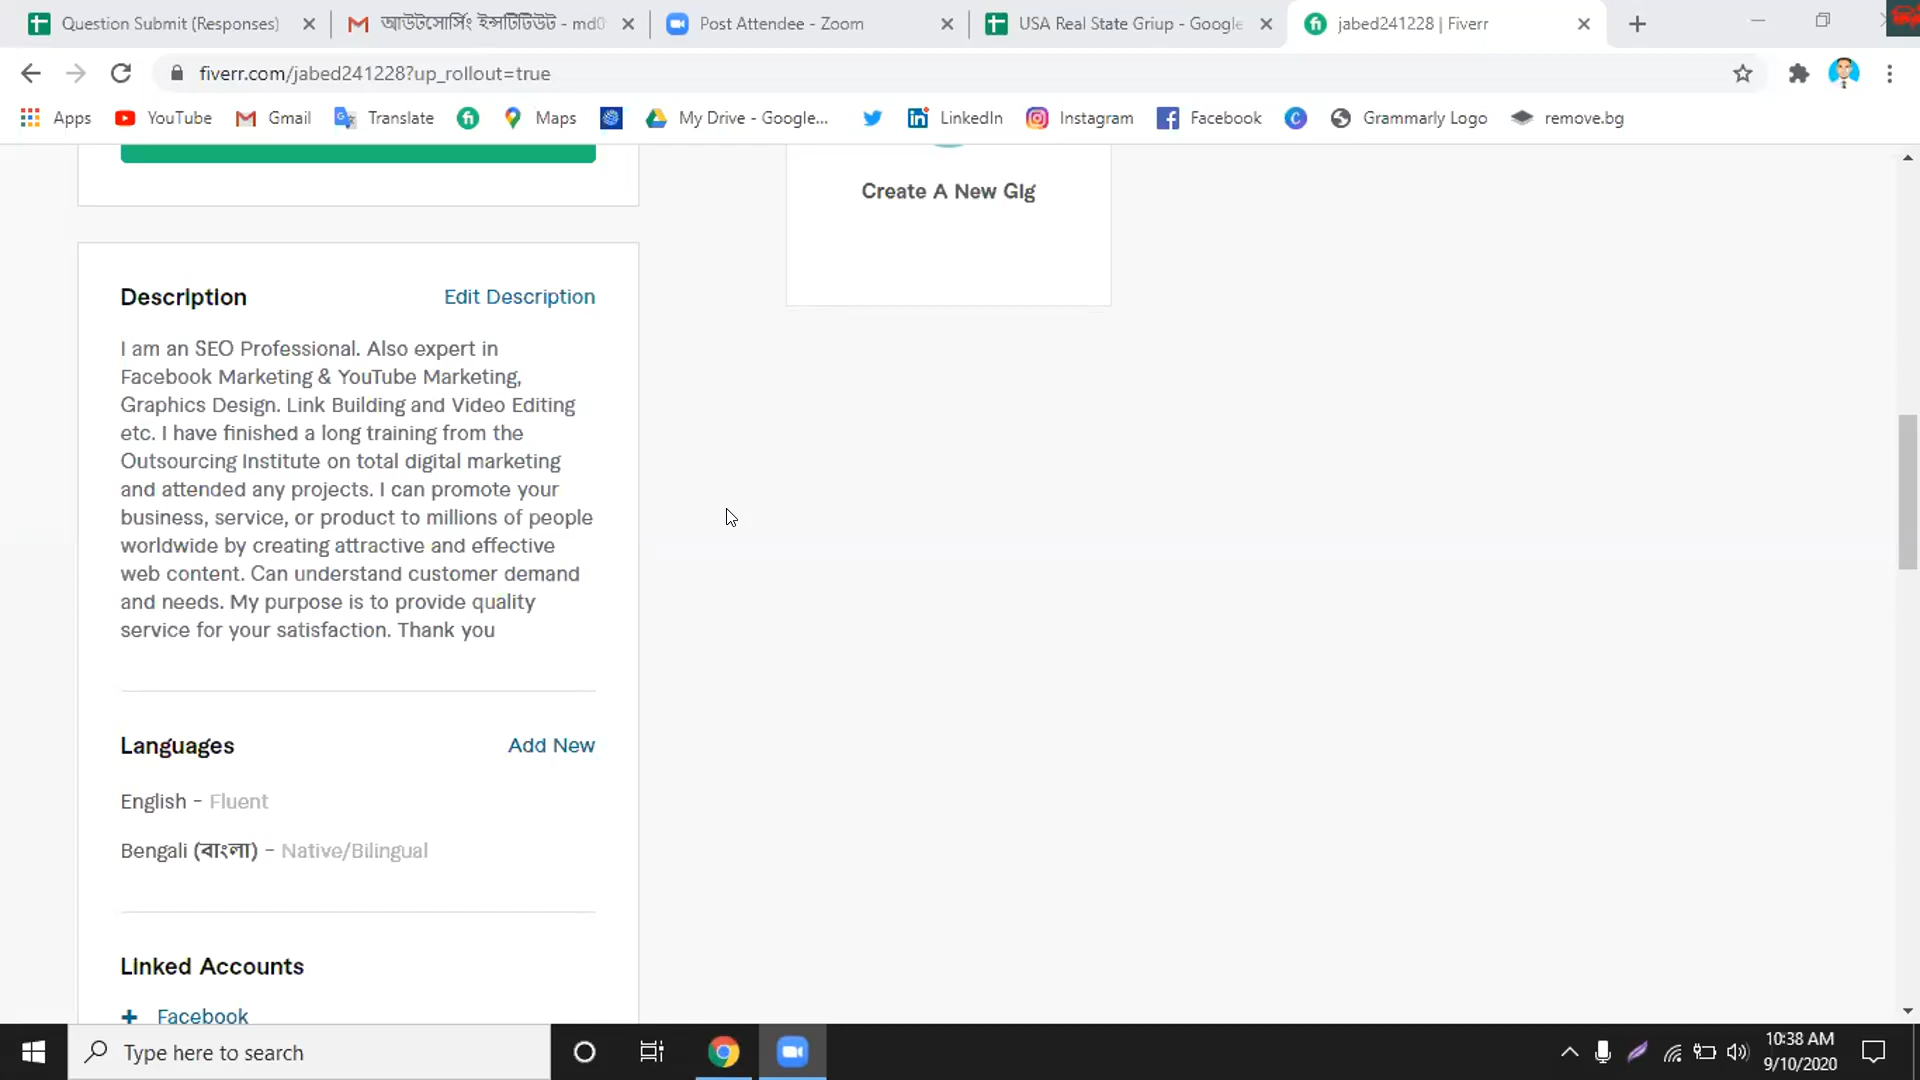 Question Submit (Responses)
আউটসোর্সিং ইন্সটিটিউট - md0
Post Attendee - Zoom
USA Real State Griup - Google
jabed241228 | Fiverr
fiverr.com/jabed241228?up_rollout=true
Apps
YouTube
Gmail
Translate
Maps
My Drive - Google...
LinkedIn
Instagram
Facebook
Grammarly Logo
remove.bg
Create A New Gig
Description
Edit Description
I am an SEO Professional. Also expert in
Facebook Marketing & YouTube Marketing,
Graphics Design. Link Building and Video Editing
etc. I have finished a long training from the
Outsourcing Institute on total digital marketing
and attended any projects. I can promote your
business, service, or product to millions of people
worldwide by creating attractive and effective
web content. Can understand customer demand
and needs. My purpose is to provide quality
service for your satisfaction. Thank you
Languages
Add New
English - Fluent
Bengali (বাংলা) - Native/Bilingual
Linked Accounts
+ Facebook
Type here to search
10:38 AM
9/10/2020